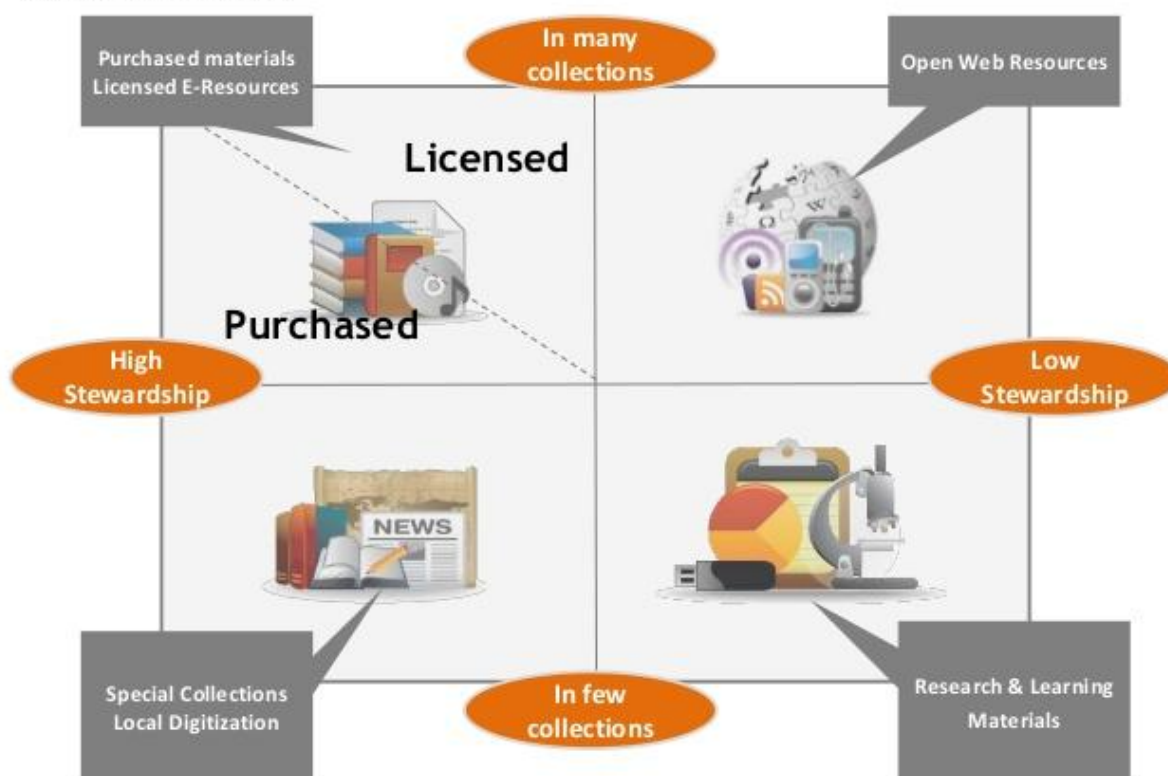 In many
collections
Purchased materials
Licensed E-Resources
Open Web Resources
Licensed
W
Purchased
High
Stewardship
Low
Stewardship
NEWS
Special Collections
Local Digitization
In few
collections
Research & Learning
Materials